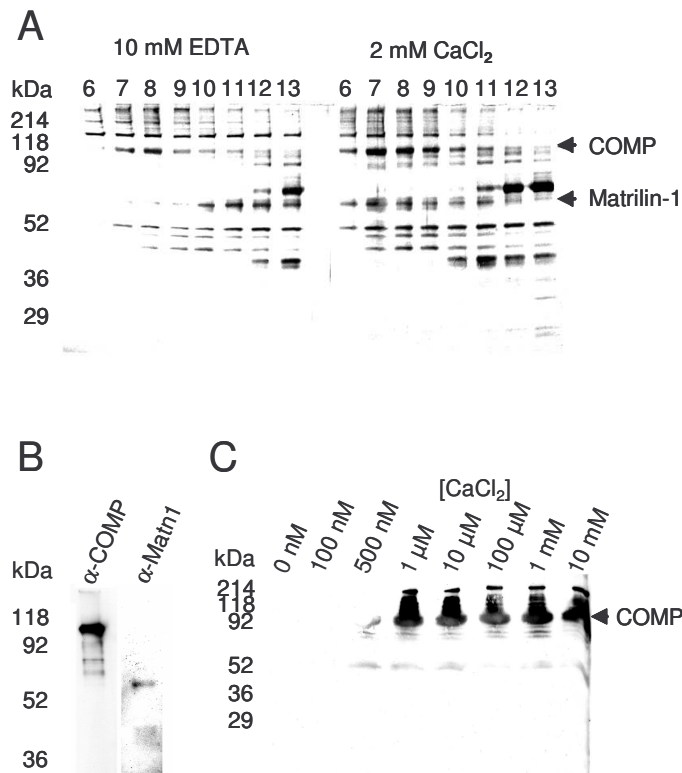 A
10 mM EDTA
2 mM CaCl₂
kDa 6 7 8 9 10 11 12 13 6 7 8 9 10 11 12 13
214
118
COMP
92
Matrilin-1
52
36
29
B
C
[CaCl₂]
α-COMP α-Matn1
0 nM 100 nM 500 nM 1 µM 10 µM 100 µM 1 mM 10 mM
kDa
kDa
214
118
92
COMP
52
36
29
118
92
52
36